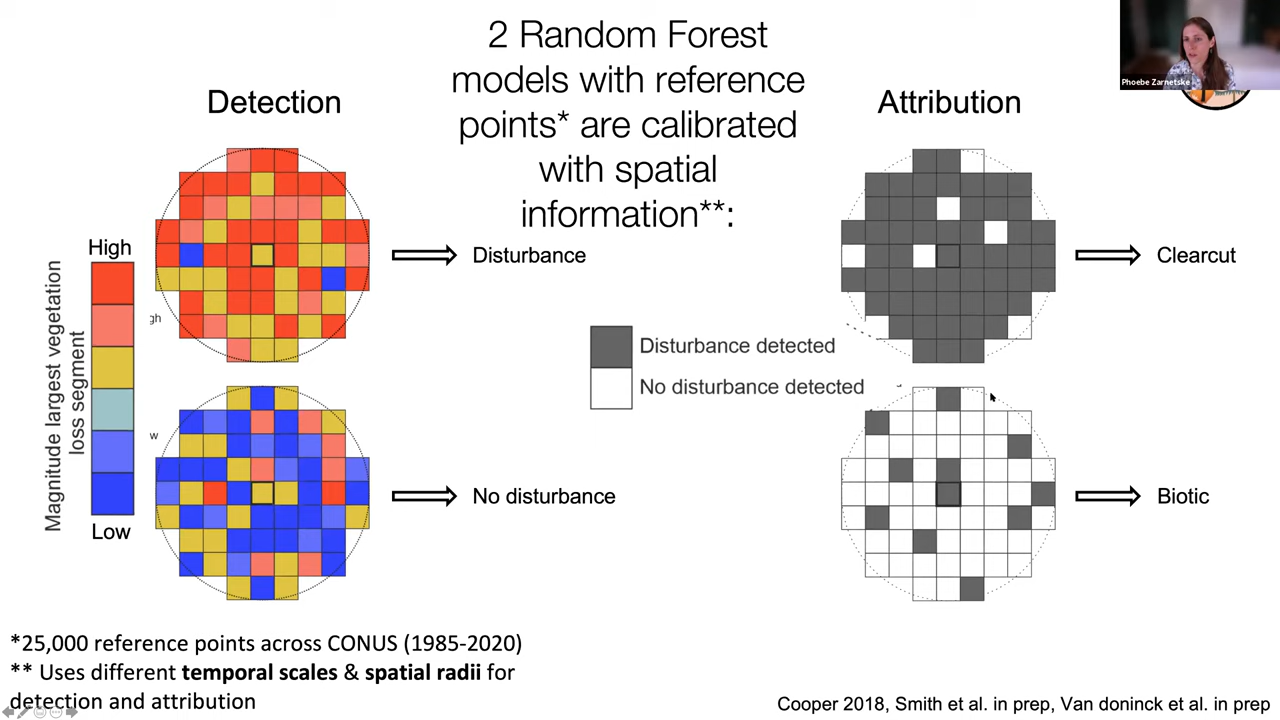 2 Random Forest
models with reference
points* are calibrated
with spatial
information**:
Phoebe Zarnetske
Detection
Attribution
High
Magnitude largest vegetation
loss segment
Low
gh
w
Disturbance
No disturbance
Disturbance detected
No disturbance detected
Clearcut
Biotic
*25,000 reference points across CONUS (1985-2020)
** Uses different temporal scales & spatial radii for
detection and attribution
Cooper 2018, Smith et al. in prep, Van doninck et al. in prep